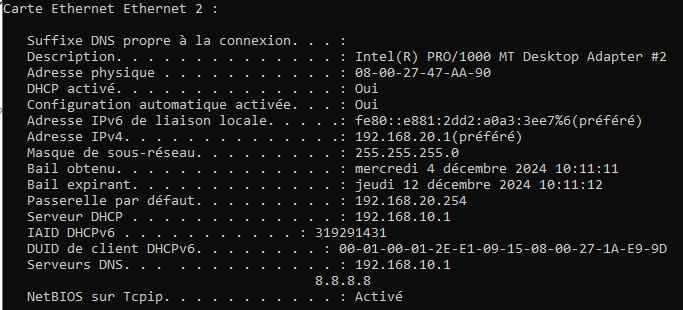 Carte Ethernet Ethernet 2 :
Suffixe DNS propre à la connexion. . . :
Description. . . . . . . . . . . . . . : Intel(R) PRO/1000 MT Desktop Adapter #2
Adresse physique . . . . . . . . . . . : 08-00-27-47-AA-90
DHCP activé. . . . . . . . . . . . . . : Oui
Configuration automatique activée. . . : Oui
Adresse IPv6 de liaison locale. . . . .: fe80::e881:2dd2:a0a3:3ee7%6(préféré)
Adresse IPv4. . . . . . . . . . . . . .: 192.168.20.1(préféré)
Masque de sous-réseau. . . . . . . . . : 255.255.255.0
Bail obtenu. . . . . . . . . . . . . . : mercredi 4 décembre 2024 10:11:11
Bail expirant. . . . . . . . . . . . . : jeudi 12 décembre 2024 10:11:12
Passerelle par défaut. . . . . . . . . : 192.168.20.254
Serveur DHCP . . . . . . . . . . . . . : 192.168.10.1
IAID DHCPv6 . . . . . . . . . . . : 319291431
DUID de client DHCPv6. . . . . . . . : 00-01-00-01-2E-E1-09-15-08-00-27-1A-E9-9D
Serveurs DNS. . . . . . . . . . . . . : 192.168.10.1
8.8.8.8
NetBIOS sur Tcpip. . . . . . . . . . . : Activé